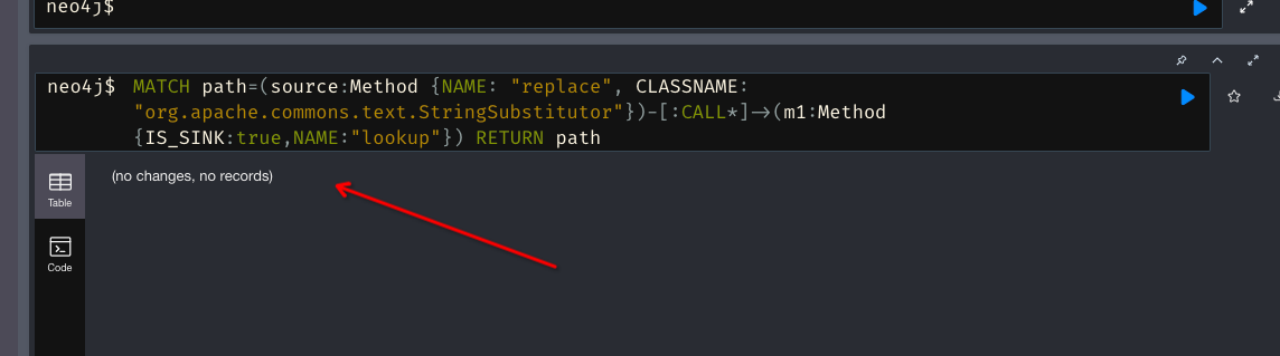 neo4j$
neo4j$ MATCH path=(source:Method {NAME: "replace", CLASSNAME:
"org.apache.commons.text.StringSubstitutor"})-[:CALL*]→(m1:Method
{IS_SINK:true,NAME:"lookup"}) RETURN path
(no changes, no records)
Table
Code